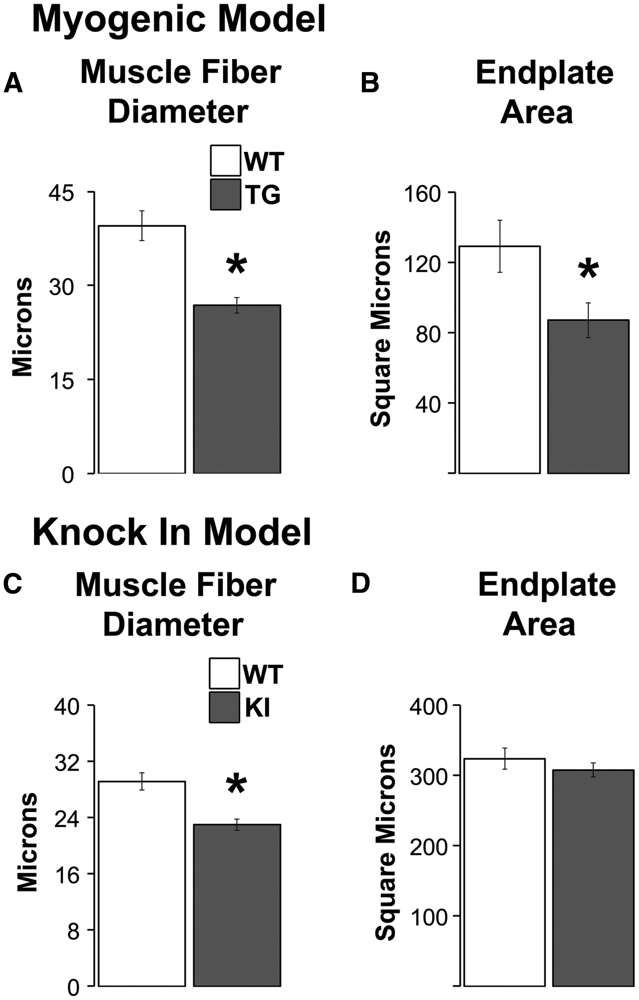 Myogenic Model
A
Muscle Fiber
Diameter
WT
TG
45
30
15
0
Microns
*
B
Endplate
Area
160
120
80
40
Square Microns
*
Knock In Model
C
Muscle Fiber
Diameter
WT
KI
40
32
24
16
8
0
Microns
*
D
Endplate
Area
400
300
200
100
Square Microns